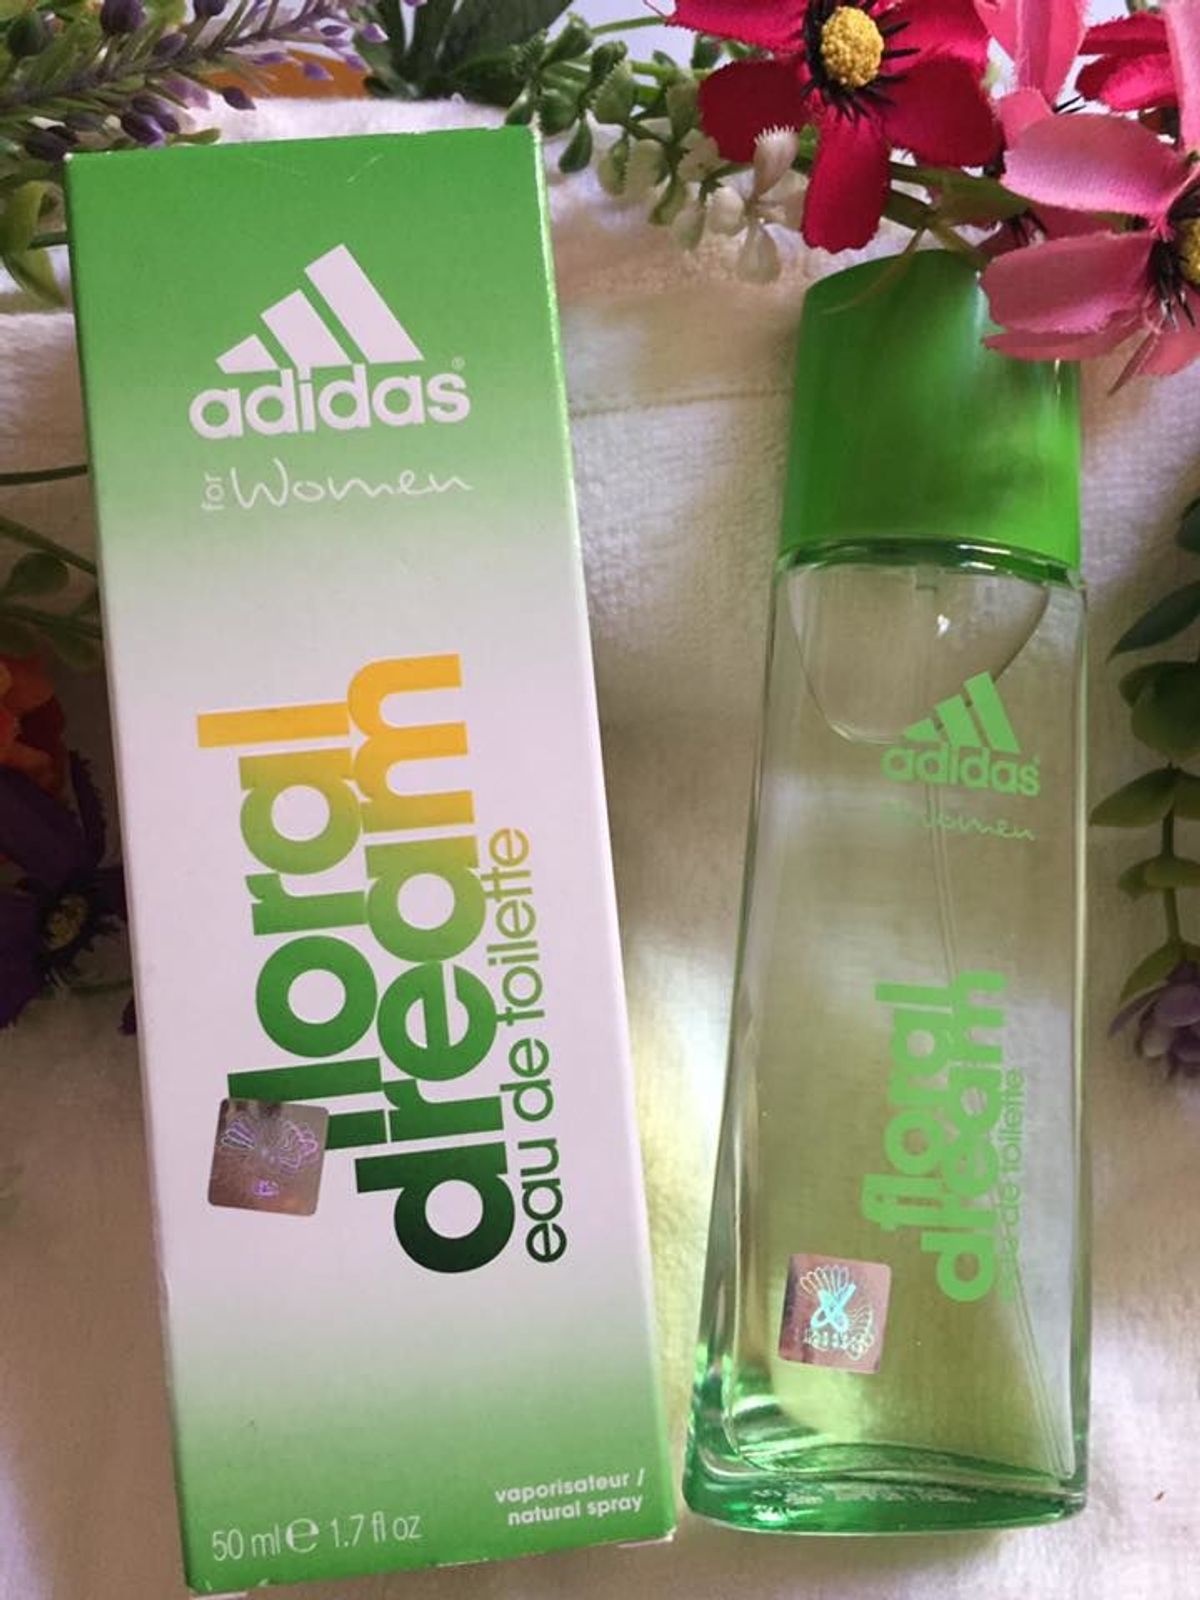 adidas®
for Women
floral
dream
eau de toilette
vaporisateur /
natural spray
50 ml e 1.7 fl oz
adidas
for Women
floral
dream
eau de toilette